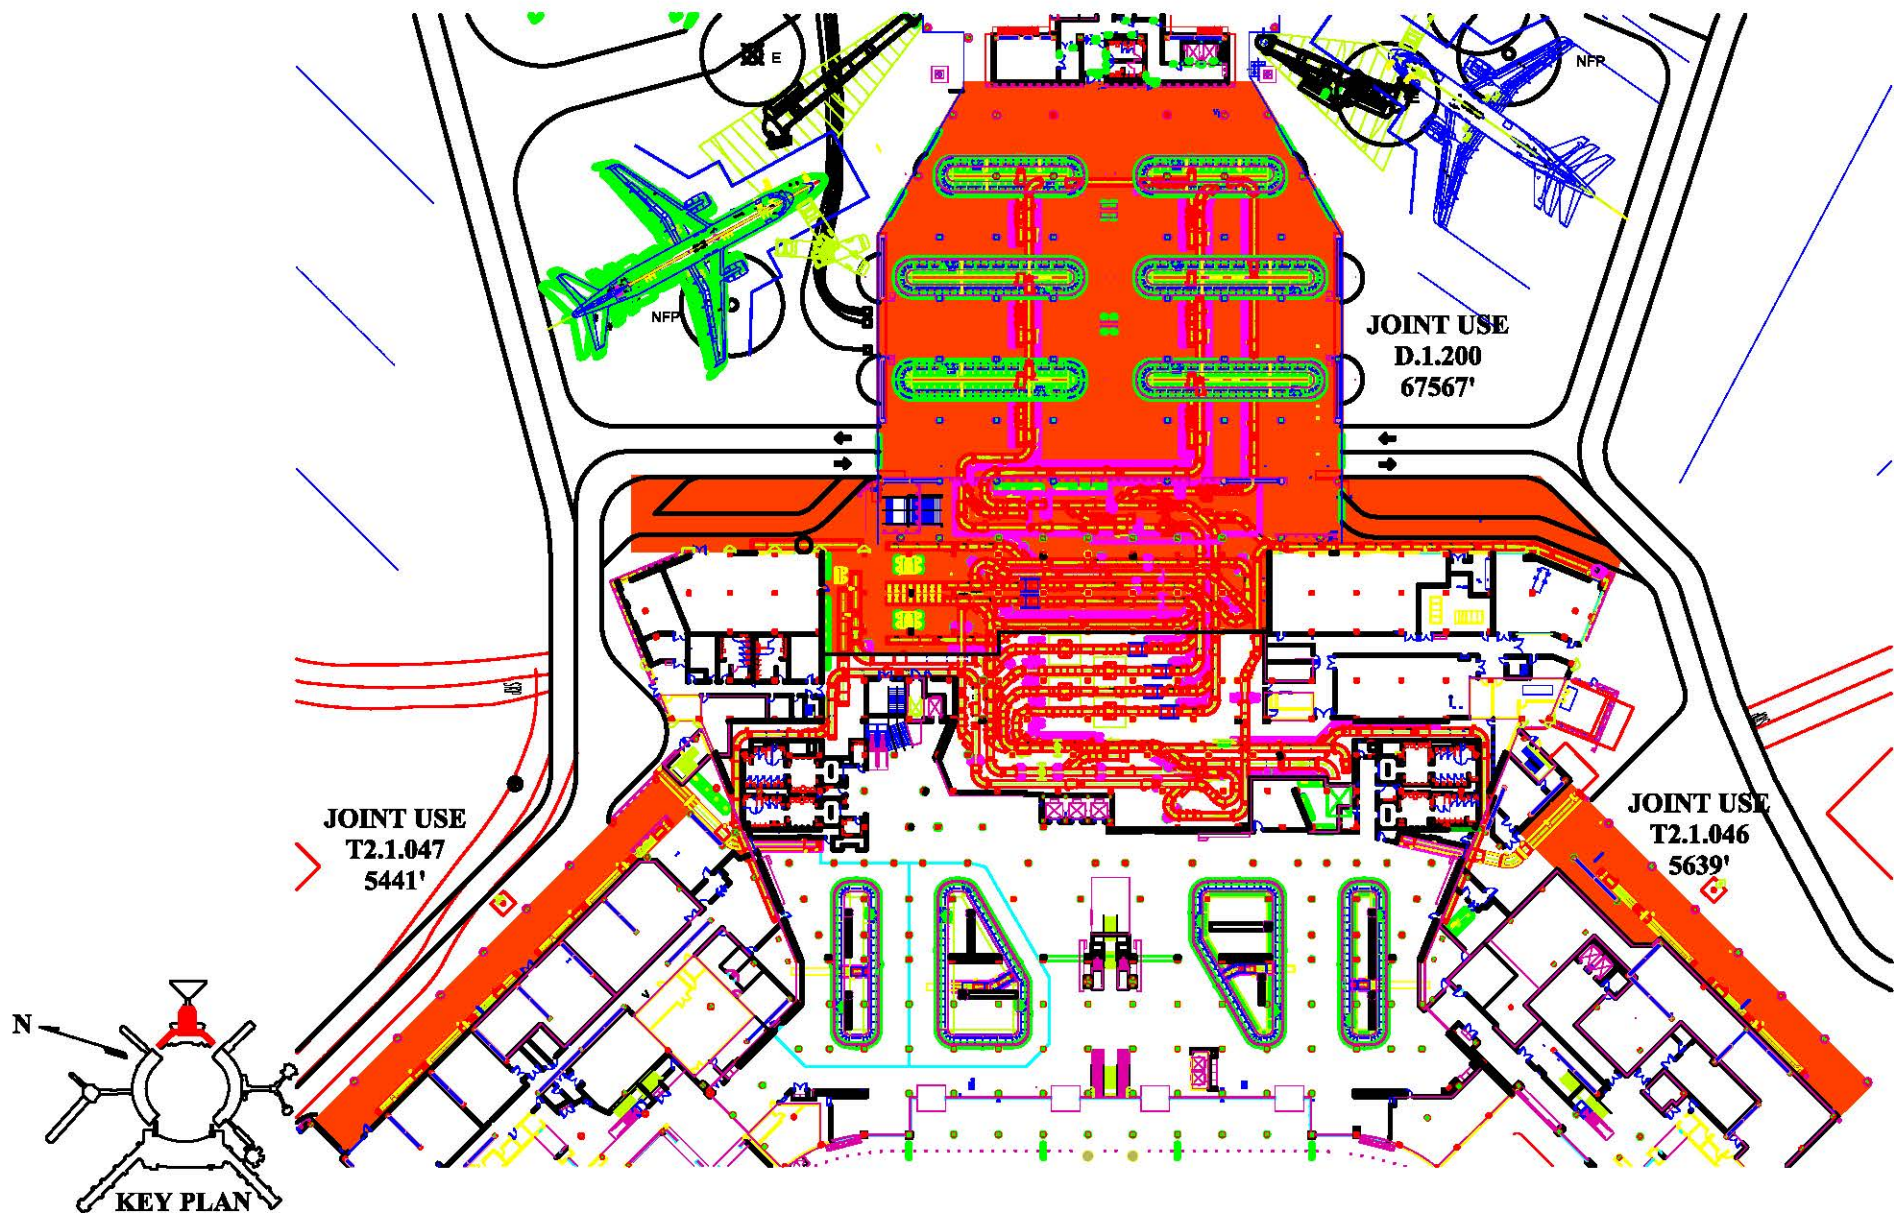 E
NFP
NFP
JOINT USE
D.1.200
67567'
JOINT USE
T2.1.047
5441'
JOINT USE
T2.1.046
5639'
N
KEY PLAN